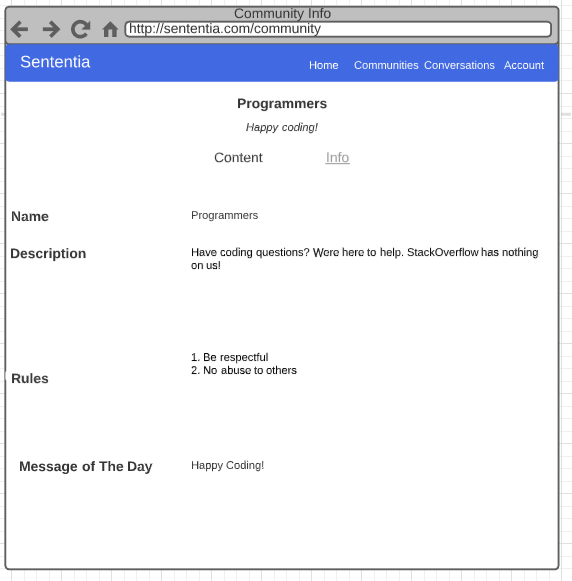 Community Info
http://sententia.com/community
Sententia
Home Communities Conversations Account
Programmers
Happy coding!
Content Info
Name Programmers
Description Have coding questions? Were here to help. StackOverflow has nothing
on us!
1. Be respectful
2. No abuse to others
Rules
Message of The Day Happy Coding!